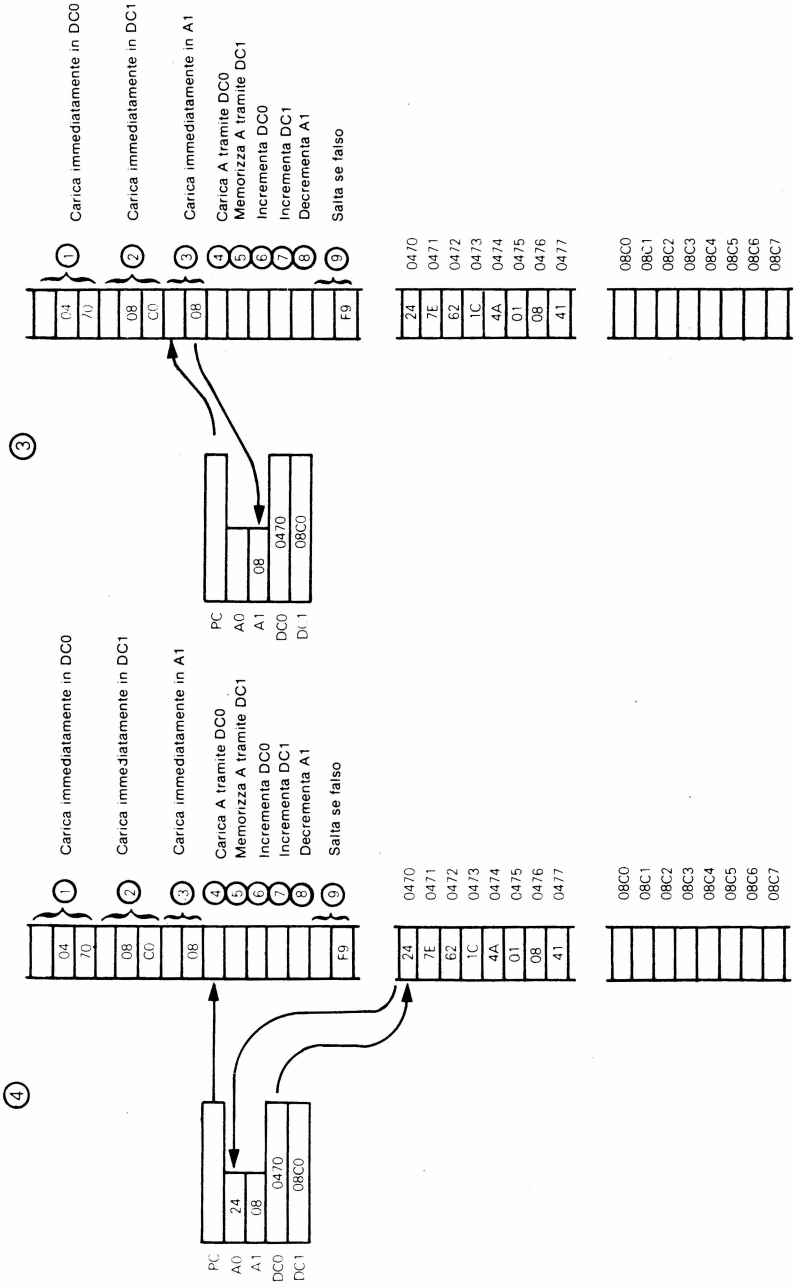 4
PC
A0 24
A1 08
DC0 0470
DC1 08C0
04
70
1 Carica immediatamente in DC0
08
C0
2 Carica immediatamente in DC1
08
3 Carica immediatamente in A1
4 Carica A tramite DC0
5 Memorizza A tramite DC1
6 Incrementa DC0
7 Incrementa DC1
8 Decrementa A1
F9
9 Salta se falso
24 0470
7E 0471
62 0472
1C 0473
4A 0474
01 0475
08 0476
41 0477
08C0
08C1
08C2
08C3
08C4
08C5
08C6
08C7
3
PC
A0
A1 08
DC0 0470
DC1 08C0
04
70
1 Carica immediatamente in DC0
08
C0
2 Carica immediatamente in DC1
08
3 Carica immediatamente in A1
4 Carica A tramite DC0
5 Memorizza A tramite DC1
6 Incrementa DC0
7 Incrementa DC1
8 Decrementa A1
F9
9 Salta se falso
24 0470
7E 0471
62 0472
1C 0473
4A 0474
01 0475
08 0476
41 0477
08C0
08C1
08C2
08C3
08C4
08C5
08C6
08C7